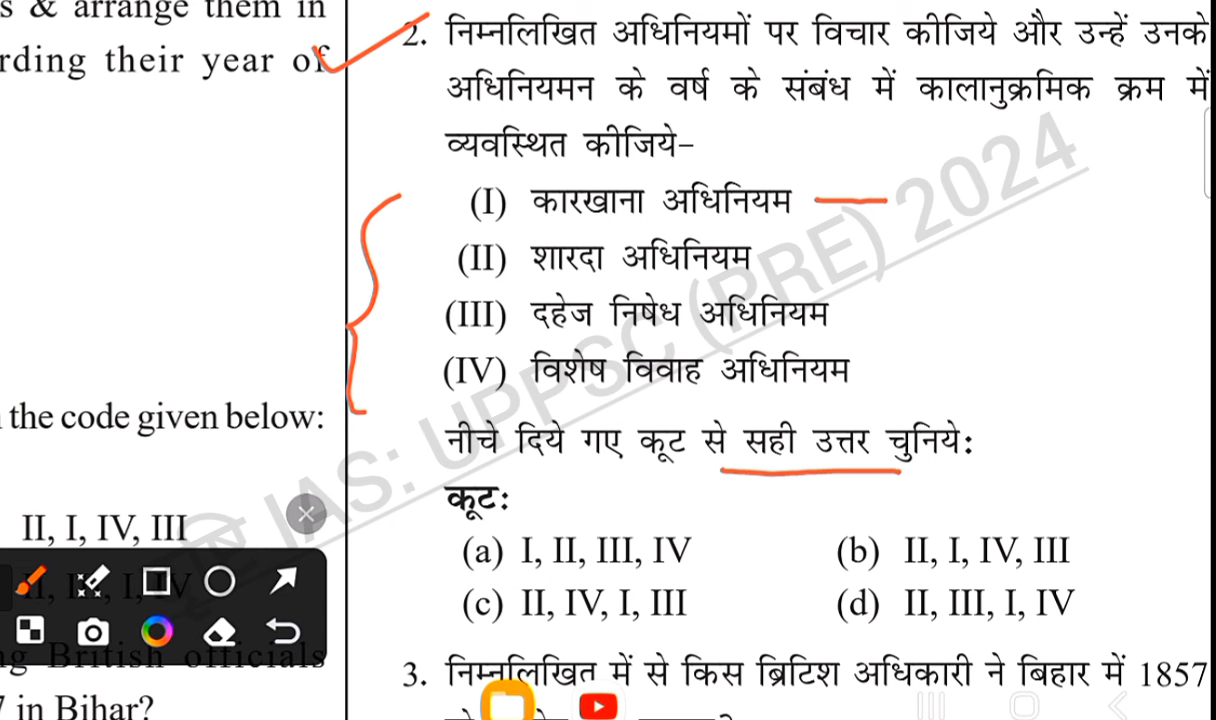 s & arrange them in
rding their year of
the code given below:
II, I, IV, III
ng British officials
in Bihar?
2. निम्नलिखित अधिनियमों पर विचार कीजिये और उन्हें उनके
अधिनियमन के वर्ष के संबंध में कालानुक्रमिक क्रम में
व्यवस्थित कीजिये-
(I) कारखाना अधिनियम
(II) शारदा अधिनियम
(III) दहेज निषेध अधिनियम
(IV) विशेष विवाह अधिनियम
नीचे दिये गए कूट से सही उत्तर चुनिये:
कूट:
(a) I, II, III, IV (b) II, I, IV, III
(c) II, IV, I, III (d) II, III, I, IV
3. निम्नलिखित में से किस ब्रिटिश अधिकारी ने बिहार में 1857
IAS: UPPSC (PRE) 2024